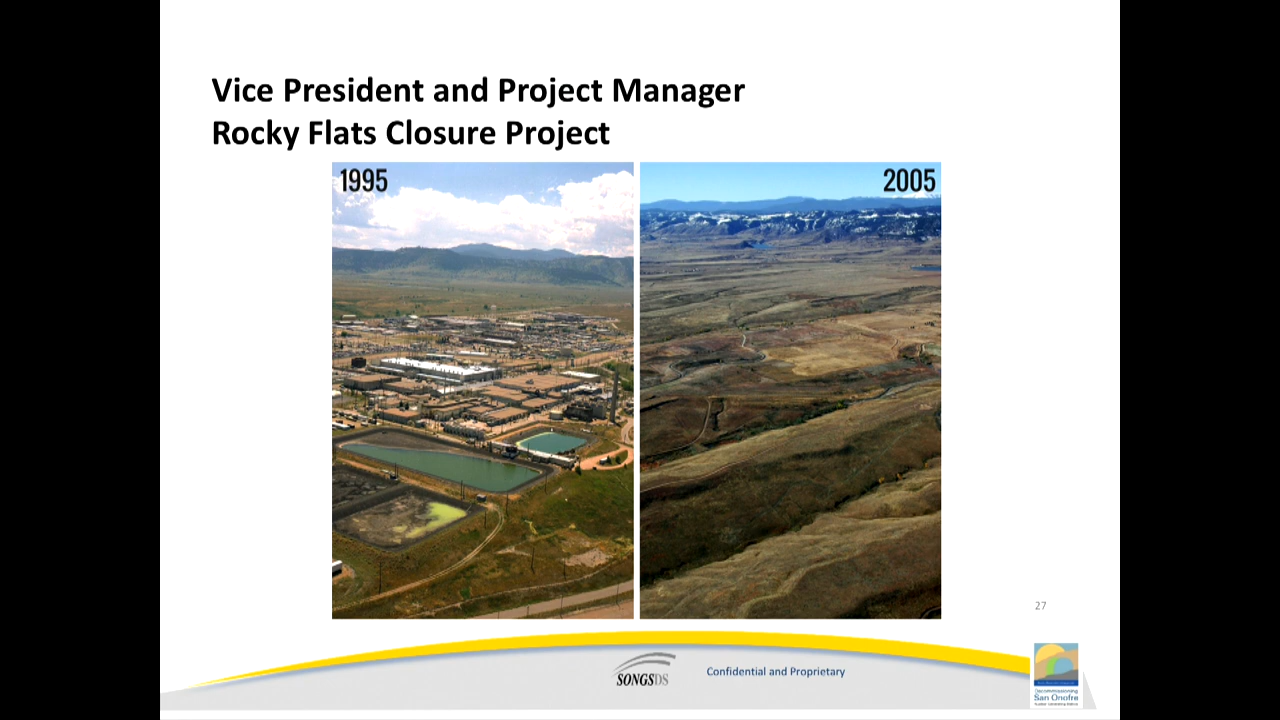 Vice President and Project Manager
Rocky Flats Closure Project
1995
2005
27
SONGSDS
Confidential and Proprietary
Decommissioning
San Onofre